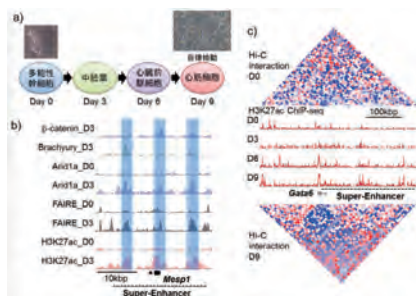 a)
多能性
幹細胞
中胚葉
心臓前
駆細胞
心筋細胞
自律拍動
Day 0
Day 3
Day 6
Day 9
b)
β-catenin_D3
Brachyury_D3
Arid1a_D0
Arid1a_D3
FAIRE_D0
FAIRE_D3
H3K27ac_D0
H3K27ac_D3
10kbp
Mesp1
Super-Enhancer
c)
Hi-C
interaction
D0
H3K27ac ChIP-seq
100kbp
D0
D3
D6
D9
Gata6
Super-Enhancer
Hi-C
interaction
D9